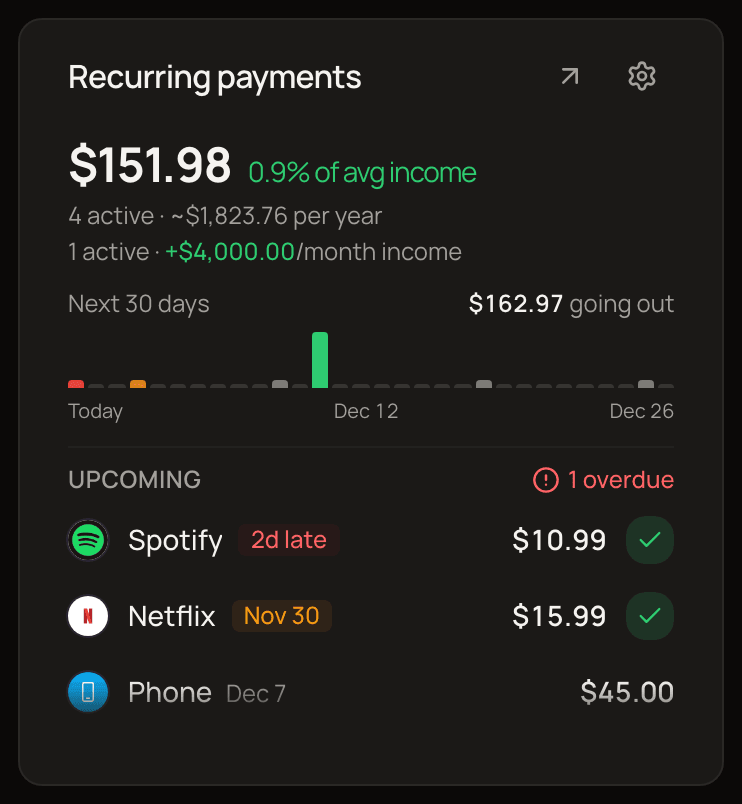 Recurring payments
$151.98 0.9% of avg income
4 active · ~$1,823.76 per year
1 active · +$4,000.00/month income
Next 30 days $162.97 going out
Today Dec 12 Dec 26
UPCOMING 1 overdue
Spotify 2d late $10.99
N Netflix Nov 30 $15.99
Phone Dec 7 $45.00